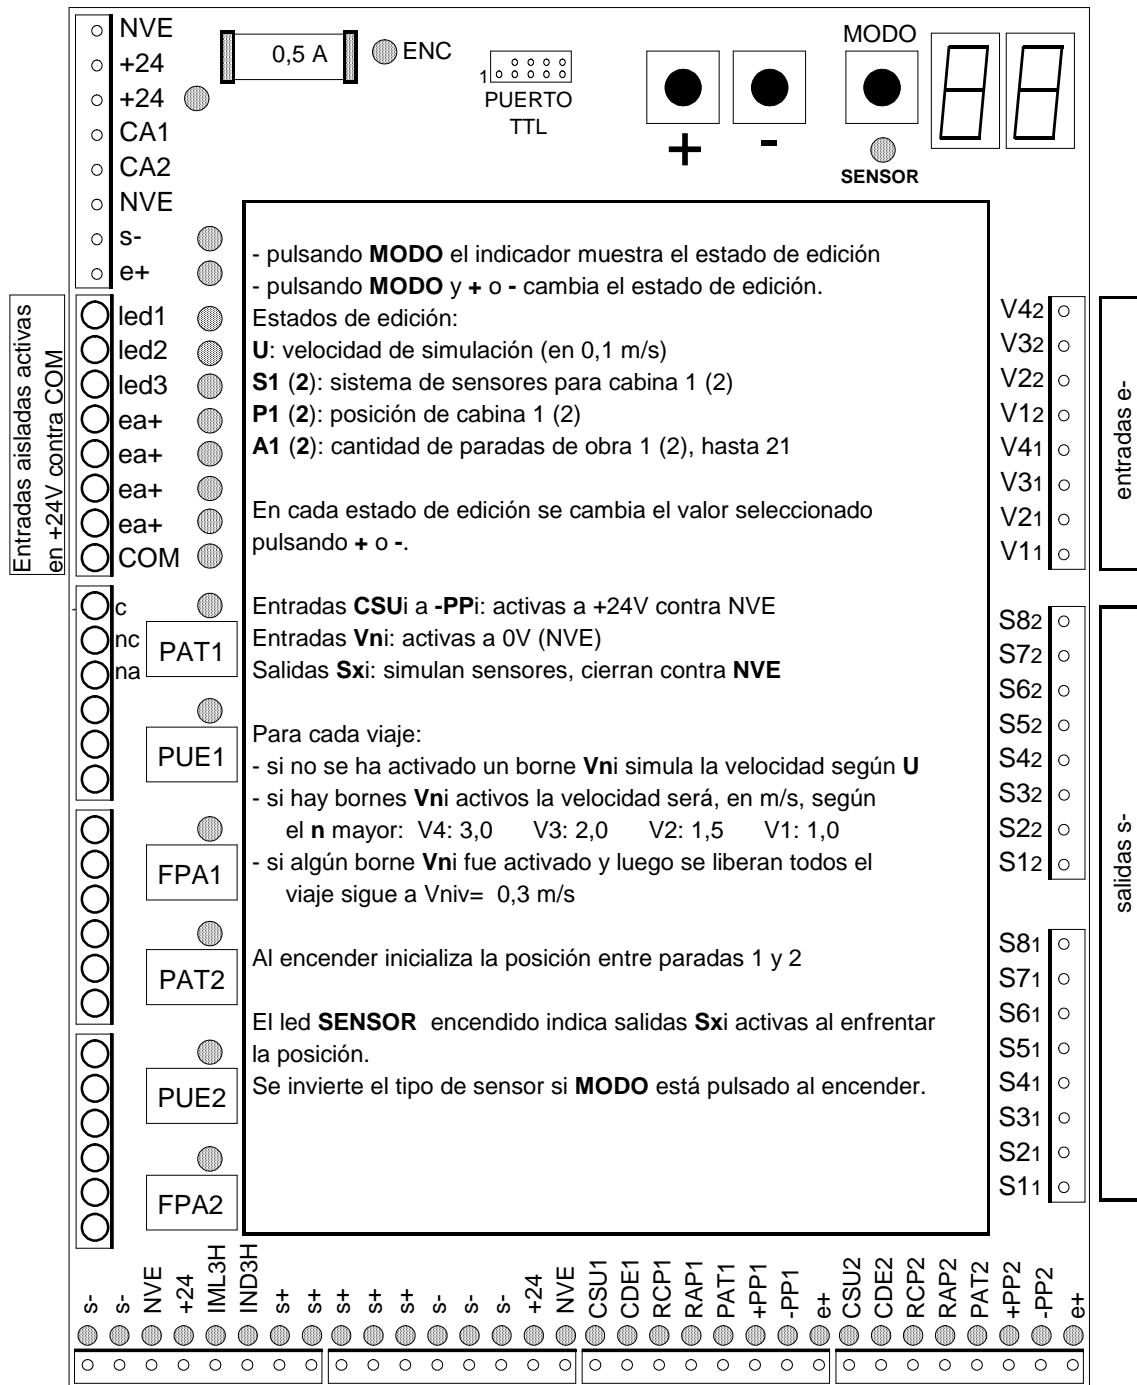 NVE
+24
+24
CA1
CA2
NVE
s-
e+
0,5 A
ENC
1
PUERTO
TTL
+
-
MODO
SENSOR
Entradas aisladas activas
en +24V contra COM
led1
led2
led3
ea+
ea+
ea+
ea+
COM
c
nc
na
PAT1
PUE1
FPA1
PAT2
PUE2
FPA2
- pulsando MODO el indicador muestra el estado de edición
- pulsando MODO y + o - cambia el estado de edición.
Estados de edición:
U: velocidad de simulación (en 0,1 m/s)
S1 (2): sistema de sensores para cabina 1 (2)
P1 (2): posición de cabina 1 (2)
A1 (2): cantidad de paradas de obra 1 (2), hasta 21
En cada estado de edición se cambia el valor seleccionado
pulsando + o -.
Entradas CSUi a -PPi: activas a +24V contra NVE
Entradas Vni: activas a 0V (NVE)
Salidas Sxi: simulan sensores, cierran contra NVE
Para cada viaje:
- si no se ha activado un borne Vni simula la velocidad según U
- si hay bornes Vni activos la velocidad será, en m/s, según
el n mayor: V4: 3,0 V3: 2,0 V2: 1,5 V1: 1,0
- si algún borne Vni fue activado y luego se liberan todos el
viaje sigue a Vniv= 0,3 m/s
Al encender inicializa la posición entre paradas 1 y 2
El led SENSOR encendido indica salidas Sxi activas al enfrentar
la posición.
Se invierte el tipo de sensor si MODO está pulsado al encender.
V42
V32
V22
V12
V41
V31
V21
V11
entradas e-
S82
S72
S62
S52
S42
S32
S22
S12
S81
S71
S61
S51
S41
S31
S21
S11
salidas s-
s-
s-
NVE
+24
IML3H
IND3H
s+
s+
s+
s+
s+
s-
s-
s-
+24
NVE
CSU1
CDE1
RCP1
RAP1
PAT1
+PP1
-PP1
e+
CSU2
CDE2
RCP2
RAP2
PAT2
+PP2
-PP2
e+